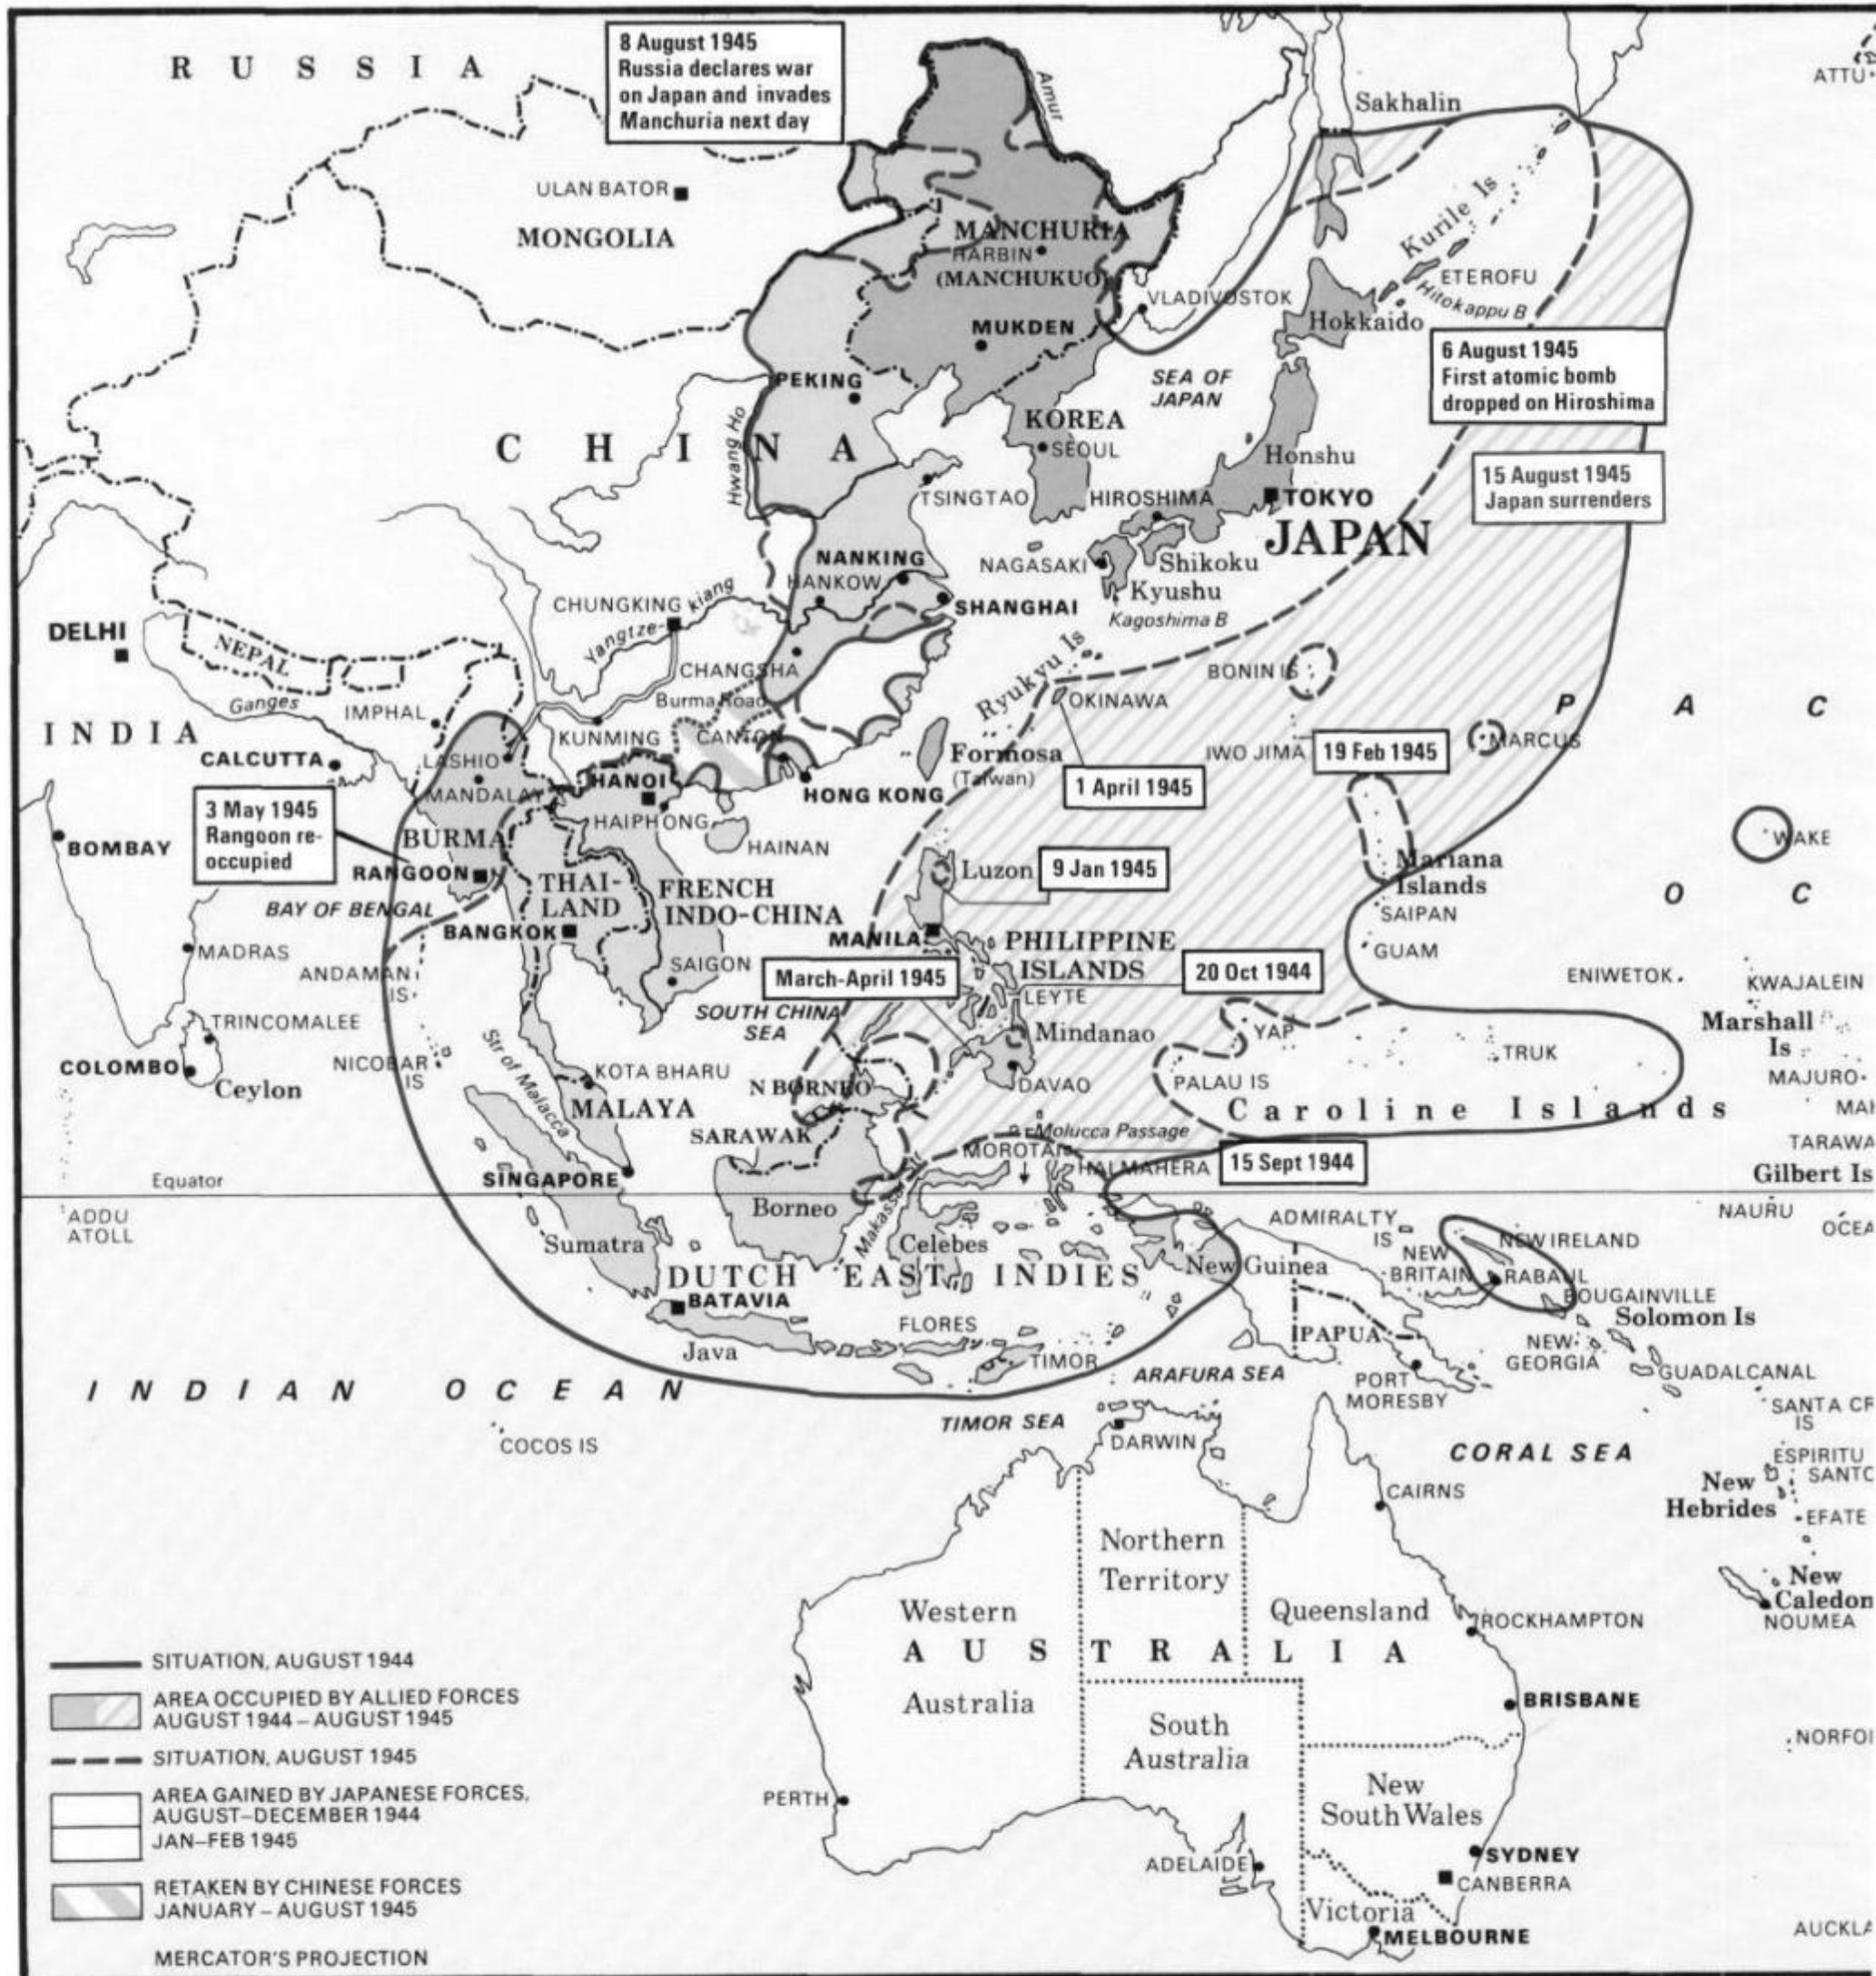 RUSSIA
8 August 1945
Russia declares war
on Japan and invades
Manchuria next day
Amur
Sakhalin
ATTU
ULAN BATOR
MONGOLIA
MANCHURIA
HARBIN
(MANCHUKUO)
Kurile Is
ETEROFU
Hitokappu B
VLADIVOSTOK
Hokkaido
MUKDEN
6 August 1945
First atomic bomb
dropped on Hiroshima
PEKING
SEA OF
JAPAN
KOREA
SEOUL
CHINA
Hwang Ho
Honshu
15 August 1945
Japan surrenders
TSINGTAO
HIROSHIMA
TOKYO
JAPAN
NANKING
HANKOW
NAGASAKI
Shikoku
Kyushu
Kagoshima B
SHANGHAI
CHUNGKING
Yangtze-kiang
DELHI
NEPAL
CHANGSHA
Burma Road
Ryukyu Is
BONIN IS
OKINAWA
Ganges
IMPHAL
PAC
INDIA
KUNMING
CANTON
Formosa
(Taiwan)
IWO JIMA
19 Feb 1945
MARCUS
CALCUTTA
LASHIO
HANOI
1 April 1945
MANDALAY
HONG KONG
3 May 1945
Rangoon re-
occupied
HAIPHONG
BURMA
HAINAN
BOMBAY
WAKE
RANGOON
Luzon
9 Jan 1945
Mariana
Islands
THAI-
LAND
FRENCH
INDO-CHINA
OC
BAY OF BENGAL
SAIPAN
BANGKOK
MANILA
PHILIPPINE
ISLANDS
GUAM
MADRAS
ANDAMAN
IS
SAIGON
March-April 1945
20 Oct 1944
ENIWETOK
KWAJALEIN
LEYTE
SOUTH CHINA
SEA
TRINCOMALEE
Mindanao
YAP
Marshall
Is
TRUK
COLOMBO
Ceylon
NICOBAR
IS
Str of Malacca
KOTA BHARU
N BORNEO
DAVAO
PALAU IS
MAJURO
MALAYA
Caroline Islands
MAI
SARAWAK
Molucca Passage
MOROTAI
HALMAHERA
15 Sept 1944
TARAWA
Gilbert Is
Equator
SINGAPORE
Borneo
Makassar
Celebes
ADDU
ATOLL
Sumatra
ADMIRALTY
IS
NAURU
OCEA
NEW IRELAND
NEW
BRITAIN
RABAUL
New Guinea
DUTCH EAST INDIES
BATAVIA
BOUGAINVILLE
Solomon Is
FLORES
PAPUA
Java
TIMOR
NEW
GEORGIA
ARAFURA SEA
GUADALCANAL
INDIAN OCEAN
PORT
MORESBY
SANTA CR
IS
TIMOR SEA
DARWIN
COCOS IS
CORAL SEA
ESPIRITU
SANTO
CAIRNS
New
Hebrides
EFATE
Northern
Territory
New
Caledon
NOUMEA
Western
Australia
Queensland
ROCKHAMPTON
AUSTRALIA
SITUATION, AUGUST 1944
AREA OCCUPIED BY ALLIED FORCES
AUGUST 1944 – AUGUST 1945
BRISBANE
South
Australia
NORFOI
SITUATION, AUGUST 1945
AREA GAINED BY JAPANESE FORCES,
AUGUST–DECEMBER 1944
JAN–FEB 1945
PERTH
New
South Wales
SYDNEY
ADELAIDE
CANBERRA
RETAKEN BY CHINESE FORCES
JANUARY – AUGUST 1945
Victoria
MELBOURNE
AUCKLA
MERCATOR'S PROJECTION